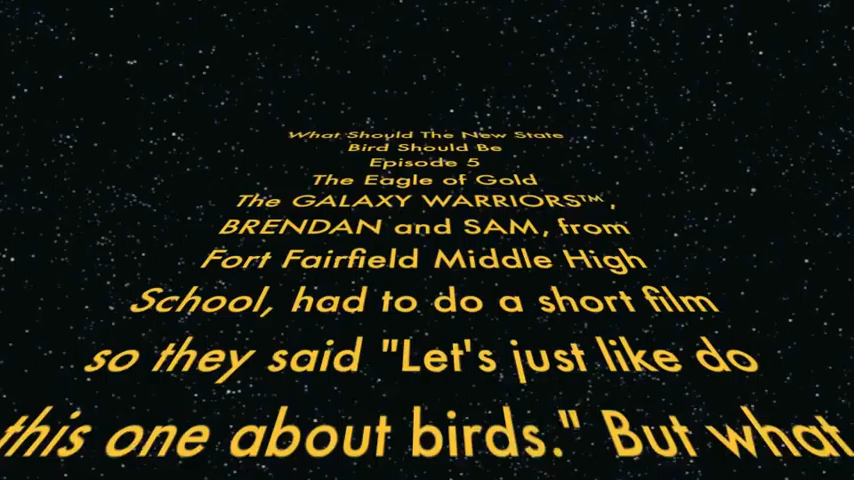 What Should The New State
Bird Should Be
Episode 5
The Eagle of Gold
The GALAXY WARRIORS™,
BRENDAN and SAM, from
Fort Fairfield Middle High
School, had to do a short film
so they said "Let's just like do
this one about birds." But what